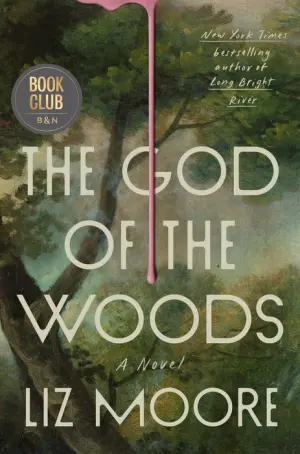 New York Times
bestselling
author of
Long Bright
River
BOOK
CLUB
B&N
THE GOD
OF THE
WOODS
A Novel
LIZ MOORE